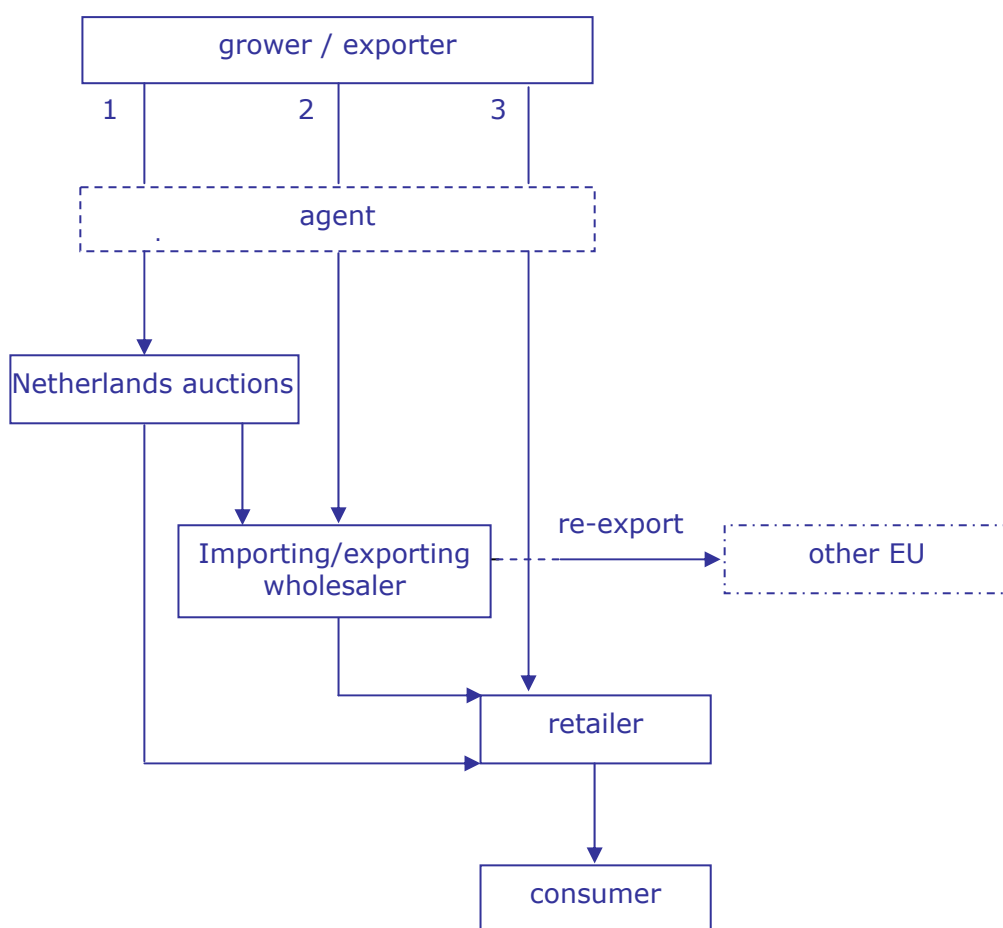 grower / exporter
1 2 3
agent
.
Netherlands auctions
re-export
Importing/exporting
wholesaler
other EU
retailer
consumer